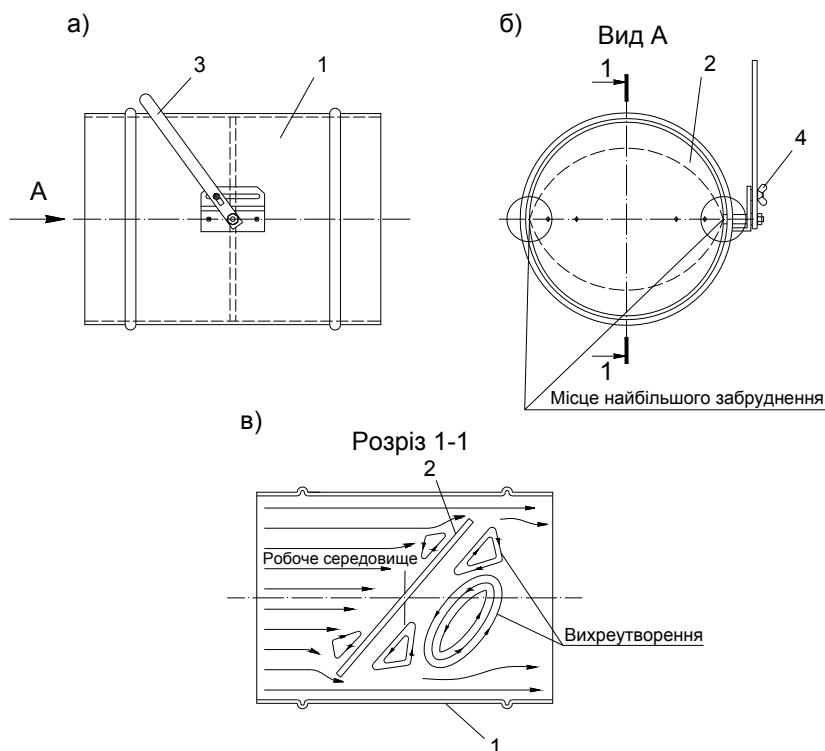 а)
3
1
А
б)
Вид А
1
2
4
1
Місце найбільшого забруднення
в)
Розріз 1-1
2
Робоче середовище
Вихреутворення
1